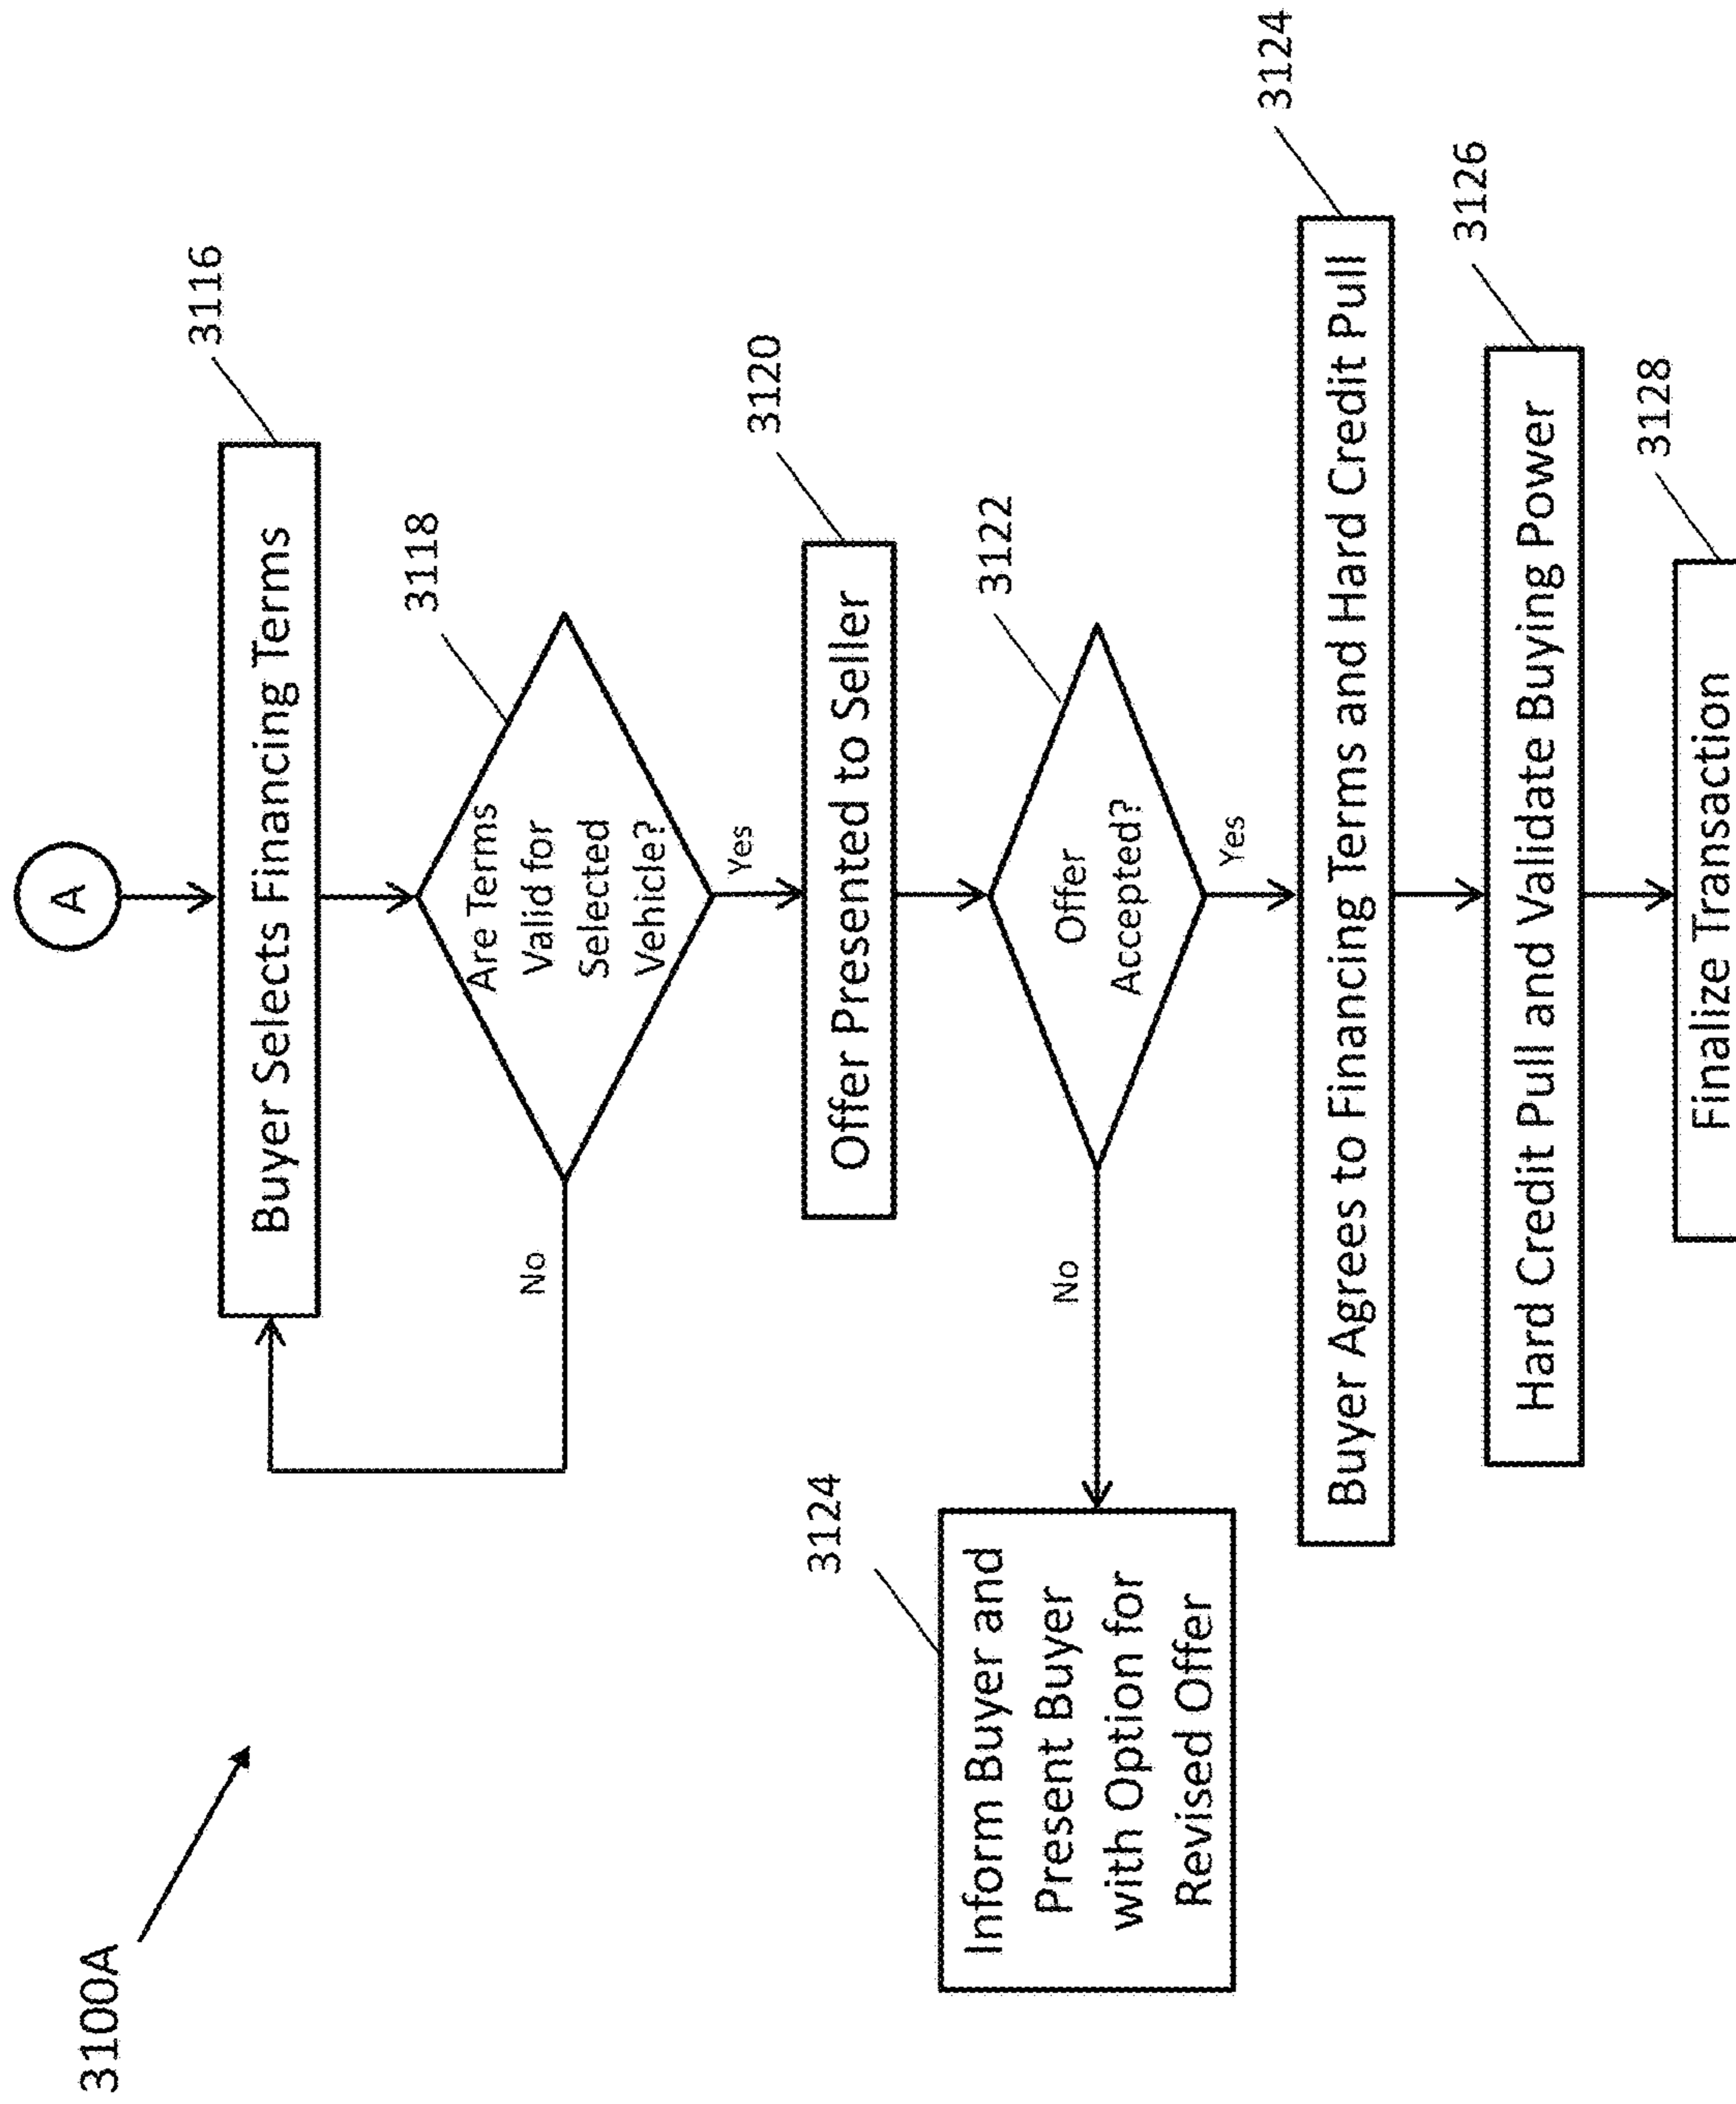 3100A
A
3116
Buyer Selects Financing Terms
3118
Are Terms
Valid for
Selected
Vehicle?
No
Yes
3120
Offer Presented to Seller
3122
Offer
Accepted?
No
Yes
3124
Inform Buyer and
Present Buyer
with Option for
Revised Offer
3124
Buyer Agrees to Financing Terms and Hard Credit Pull
3126
Hard Credit Pull and Validate Buying Power
3128
Finalize Transaction